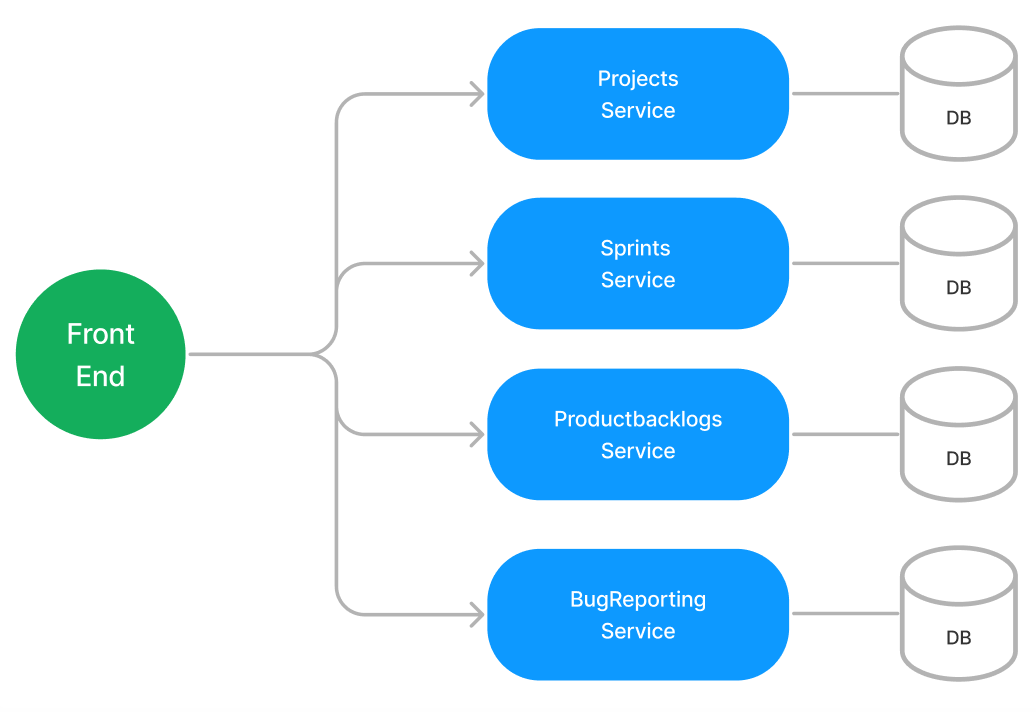 Projects
Service
DB
Sprints
Service
DB
Front
End
Productbacklogs
Service
DB
BugReporting
Service
DB